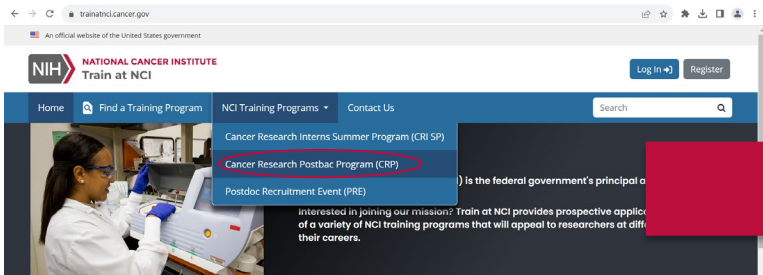 trainatnci.cancer.gov
An official website of the United States government
NIH NATIONAL CANCER INSTITUTE
Train at NCI
Log In Register
Home Find a Training Program NCI Training Programs Contact Us Search
Cancer Research Interns Summer Program (CRI SP)
Cancer Research Postbac Program (CRP)
Postdoc Recruitment Event (PRE)
) is the federal government's principal a
Interested in joining our mission? Train at NCI provides prospective applic
of a variety of NCI training programs that will appeal to researchers at diff
their careers.